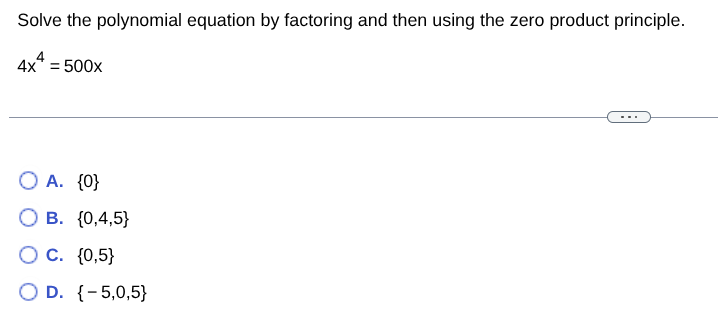 Solve the polynomial equation by factoring and then using the zero product principle.
4x⁴ = 500x
...
A. {0}
B. {0,4,5}
C. {0,5}
D. {−5,0,5}